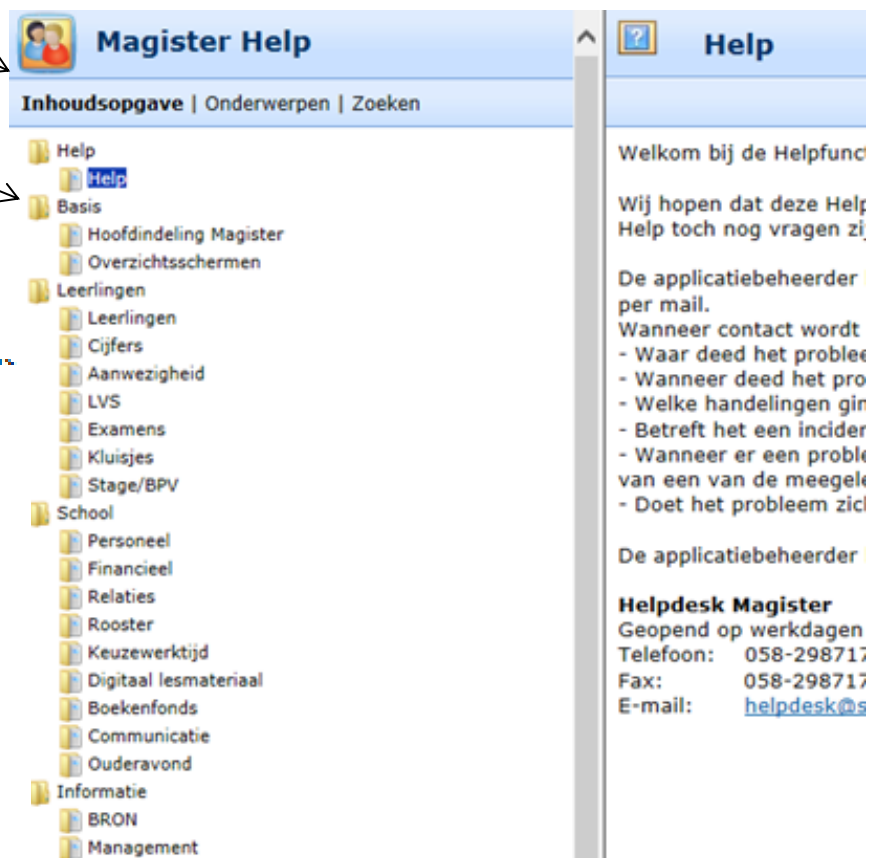 Magister Help
Inhoudsopgave | Onderwerpen | Zoeken
Help
Help
Basis
Hoofdindeling Magister
Overzichtsschermen
Leerlingen
Leerlingen
Cijfers
Aanwezigheid
LVS
Examens
Kluisjes
Stage/BPV
School
Personeel
Financieel
Relaties
Rooster
Keuzewerktijd
Digitaal lesmateriaal
Boekenfonds
Communicatie
Ouderavond
Informatie
BRON
Management
Help
Welkom bij de Helpfunct
Wij hopen dat deze Help
Help toch nog vragen zij
De applicatiebeheerder
per mail.
Wanneer contact wordt
- Waar deed het problee
- Wanneer deed het pro
- Welke handelingen gin
- Betreft het een inciden
- Wanneer er een proble
van een van de meegele
- Doet het probleem zich
De applicatiebeheerder
Helpdesk Magister
Geopend op werkdagen
Telefoon: 058-298717
Fax: 058-298717
E-mail: helpdesk@s